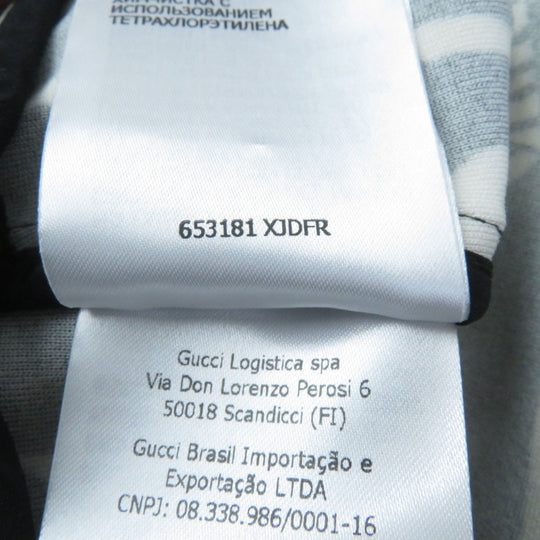 ХИМЧИСТКА С
ИСПОЛЬЗОВАНИЕМ
ТЕТРАХЛОРЭТИЛЕНА
653181 XJDFR
Gucci Logistica spa
Via Don Lorenzo Perosi 6
50018 Scandicci (FI)
Gucci Brasil Importação e
Exportação LTDA
CNPJ: 08.338.986/0001-16